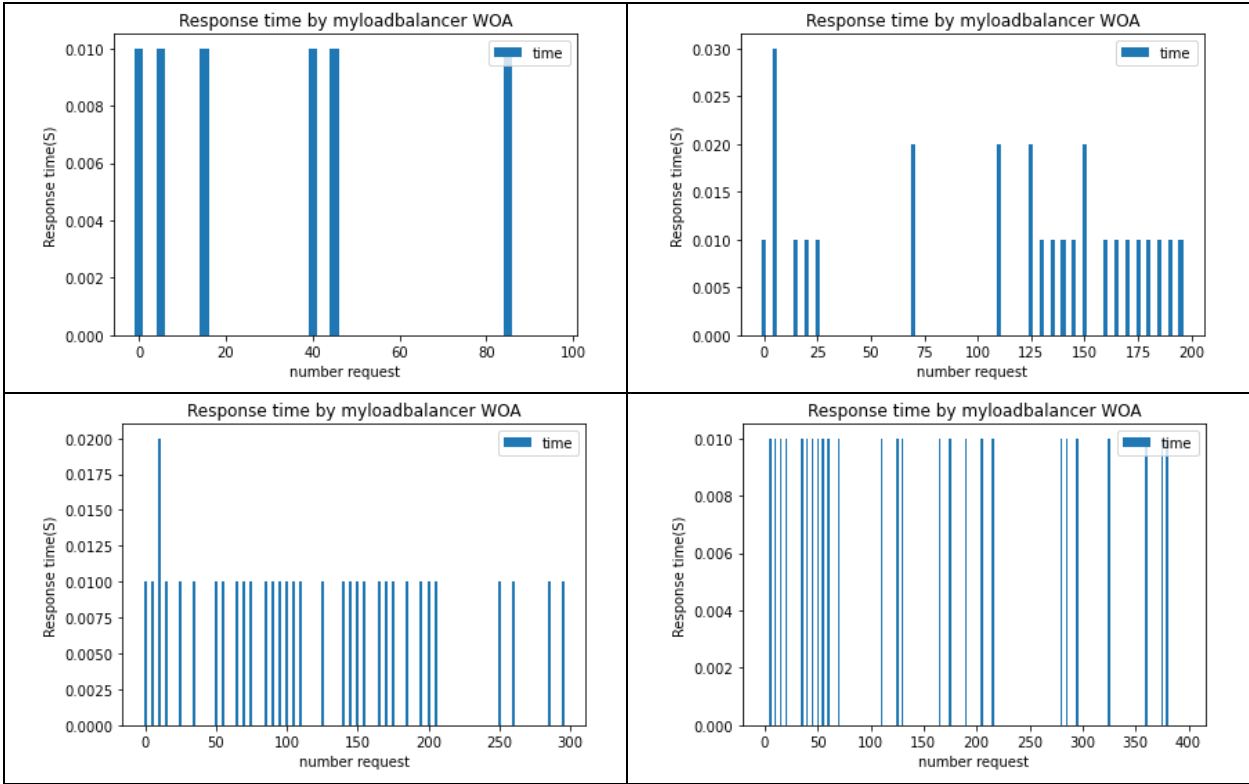 Response time by myloadbalancer WOA
time
0.010
0.008
0.006
0.004
0.002
0.000
Response time(S)
0 20 40 60 80 100
number request
Response time by myloadbalancer WOA
time
0.030
0.025
0.020
0.015
0.010
0.005
0.000
Response time(S)
0 25 50 75 100 125 150 175 200
number request
Response time by myloadbalancer WOA
time
0.0200
0.0175
0.0150
0.0125
0.0100
0.0075
0.0050
0.0025
0.0000
Response time(S)
0 50 100 150 200 250 300
number request
Response time by myloadbalancer WOA
time
0.010
0.008
0.006
0.004
0.002
0.000
Response time(S)
0 50 100 150 200 250 300 350 400
number request